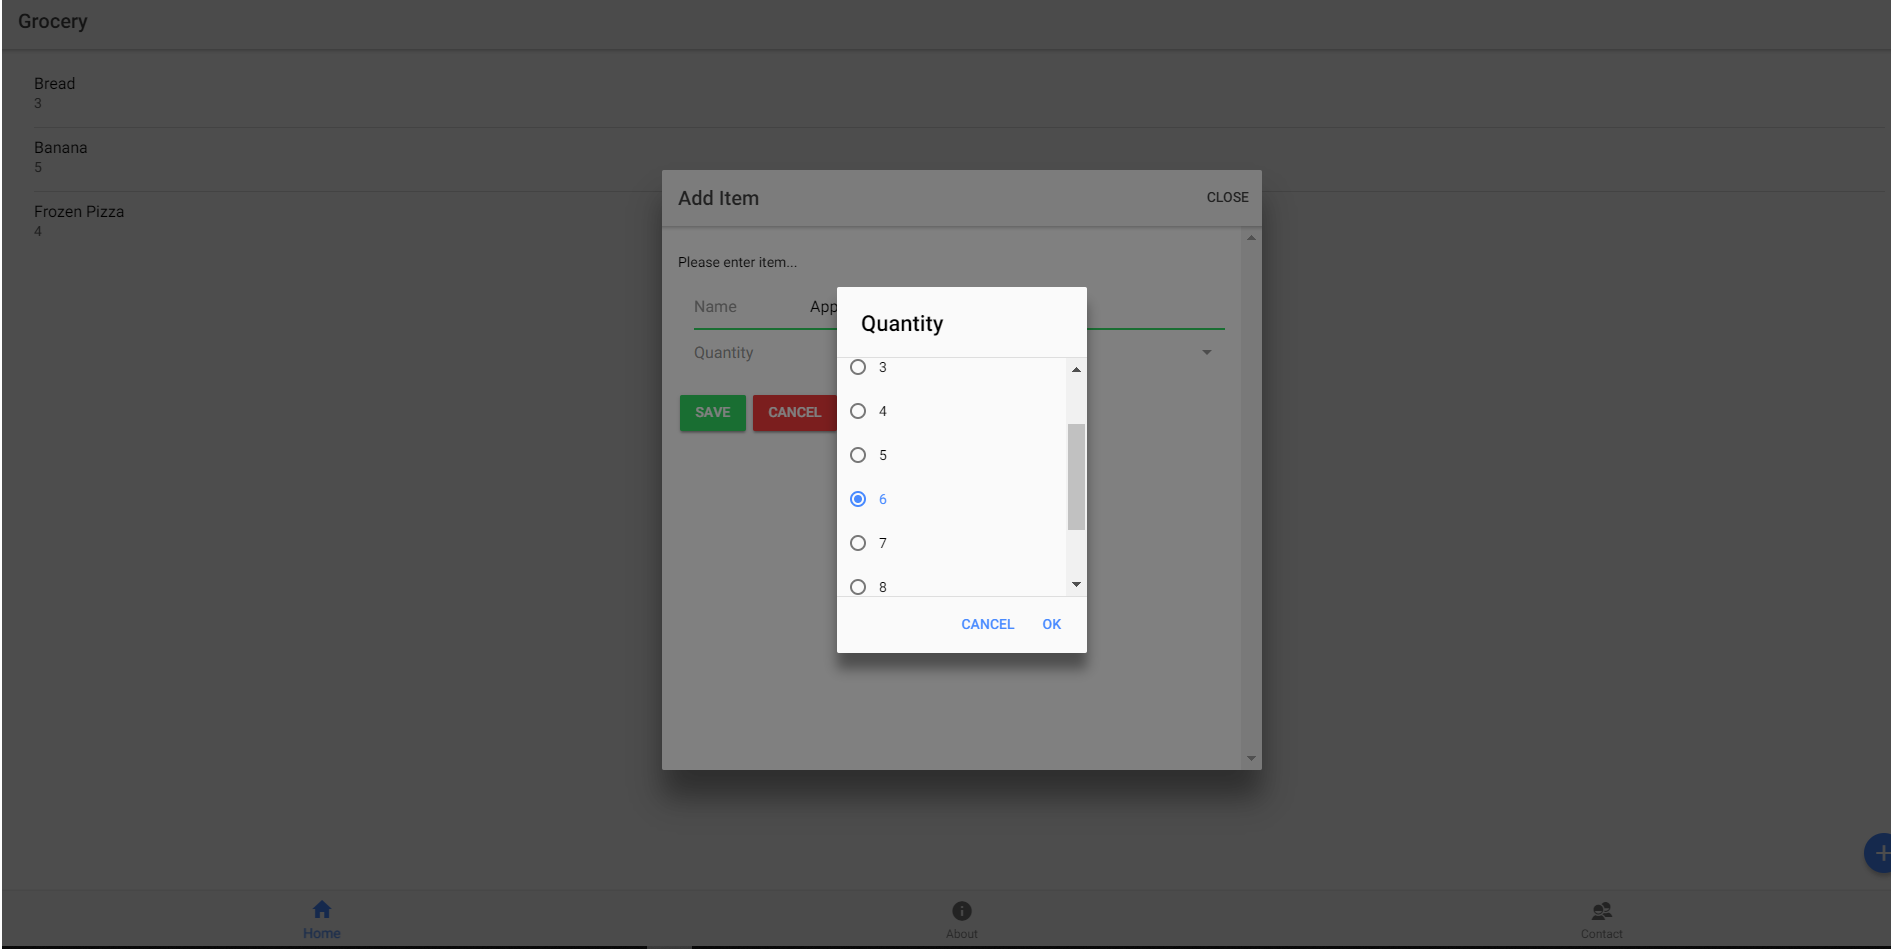 Grocery
Bread
3
Banana
5
Frozen Pizza
4
Add Item CLOSE
Please enter item...
Name App
Quantity
SAVE CANCEL
Quantity
3
4
5
6
7
8
CANCEL OK
Home About Contact